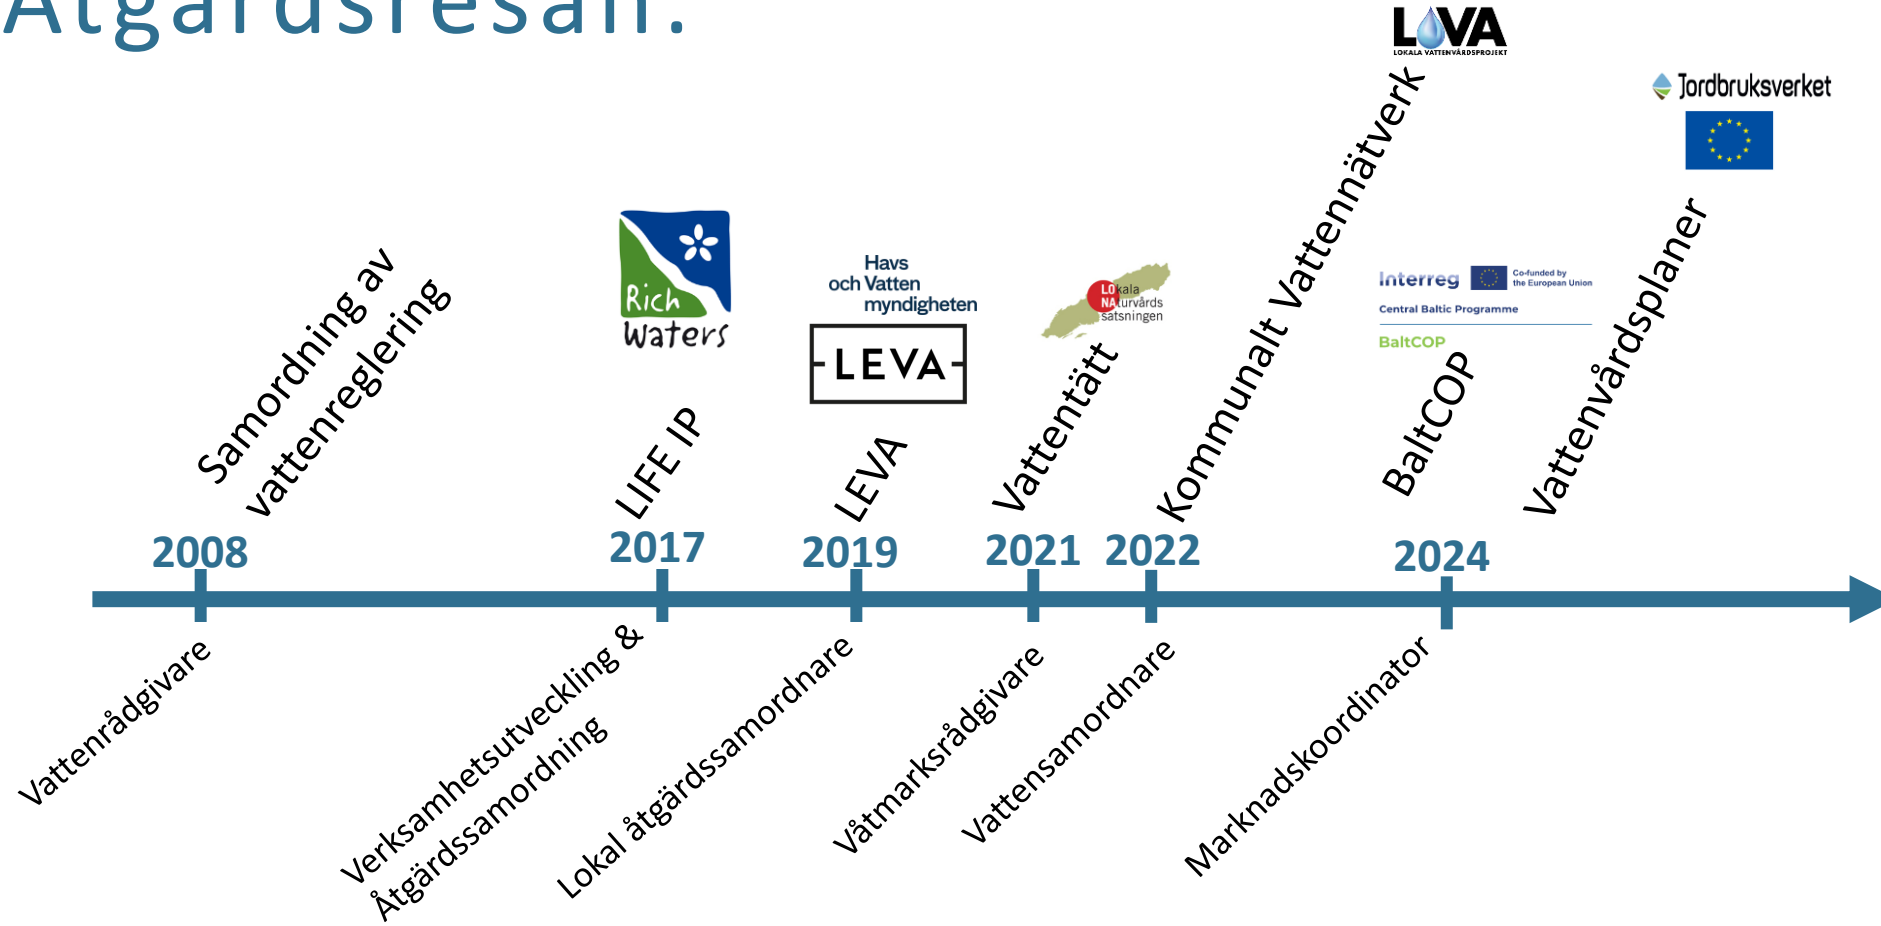 Åtgärdsresan:
LOVA
LOKALA VATTENVÅRDSPROJEKT
Jordbruksverket
Rich
Waters
Havs
och Vatten
myndigheten
LEVA
LOkala
NAturvårds
satsningen
Interreg
Co-funded by
the European Union
Central Baltic Programme
BaltCOP
Samordning av
vattenreglering
LIFE IP
LEVA
Vattentätt
Kommunalt Vattennätverk
BaltCOP
Vattenvårdsplaner
2008
2017
2019
2021
2022
2024
Vattenrådgivare
Verksamhetsutveckling &
Åtgärdssamordning
Lokal åtgärdssamordnare
Våtmarksrådgivare
Vattensamordnare
Marknadskoordinator